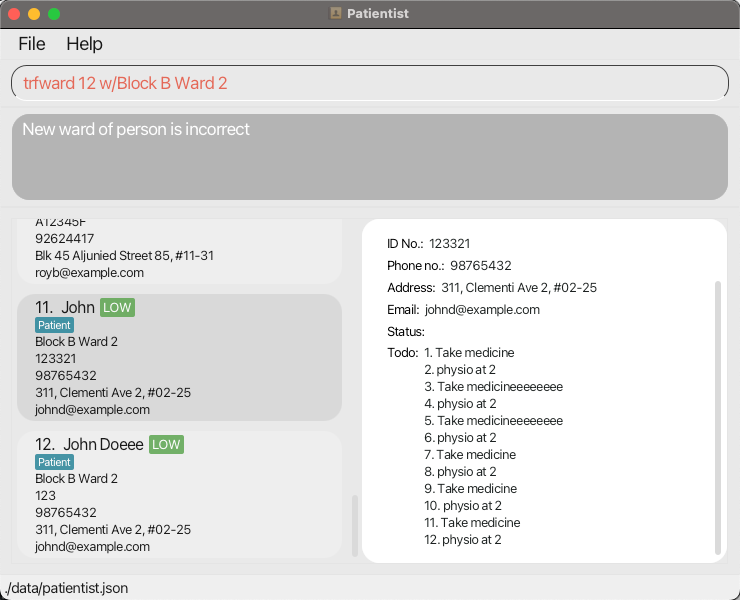 Patientist
File Help
trfward 12 w/Block B Ward 2
New ward of person is incorrect
A12345F
92624417
Blk 45 Aljunied Street 85, #11-31
royb@example.com
11. John LOW
Patient
Block B Ward 2
123321
98765432
311, Clementi Ave 2, #02-25
johnd@example.com
12. John Doeee LOW
Patient
Block B Ward 2
123
98765432
311, Clementi Ave 2, #02-25
johnd@example.com
ID No.: 123321
Phone no.: 98765432
Address: 311, Clementi Ave 2, #02-25
Email: johnd@example.com
Status:
Todo: 1. Take medicine
2. physio at 2
3. Take medicineeeeeeee
4. physio at 2
5. Take medicineeeeeeee
6. physio at 2
7. Take medicine
8. physio at 2
9. Take medicine
10. physio at 2
11. Take medicine
12. physio at 2
./data/patientist.json